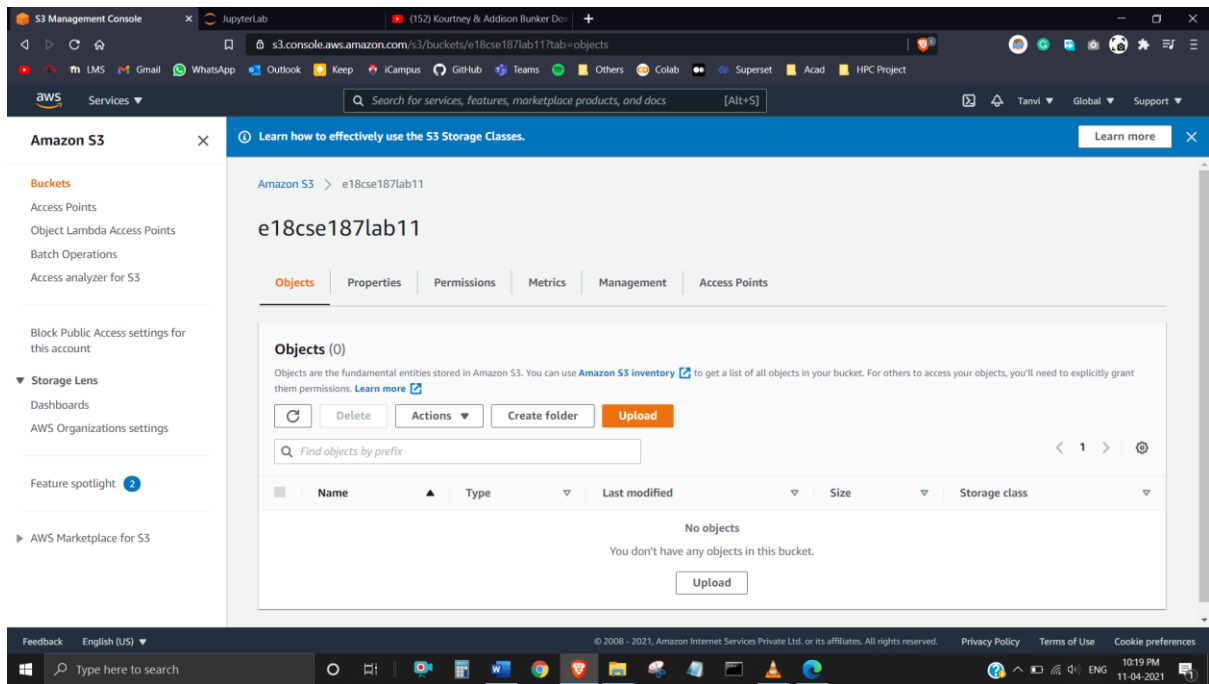 S3 Management Console
JupyterLab
(152) Kourtney & Addison Bunker Dov
s3.console.aws.amazon.com/s3/buckets/e18cse187lab11?tab=objects
LMS Gmail WhatsApp Outlook Keep iCampus GitHub Teams Others Colab Superset Acad HPC Project
aws Services ▼ Search for services, features, marketplace products, and docs [Alt+S] Tanvi ▼ Global ▼ Support ▼
Amazon S3
Buckets
Access Points
Object Lambda Access Points
Batch Operations
Access analyzer for S3
Block Public Access settings for
this account
▼ Storage Lens
Dashboards
AWS Organizations settings
Feature spotlight 2
AWS Marketplace for S3
Learn how to effectively use the S3 Storage Classes. Learn more
Amazon S3 > e18cse187lab11
e18cse187lab11
Objects Properties Permissions Metrics Management Access Points
Objects (0)
Objects are the fundamental entities stored in Amazon S3. You can use Amazon S3 inventory to get a list of all objects in your bucket. For others to access your objects, you'll need to explicitly grant
them permissions. Learn more
Delete Actions ▼ Create folder Upload
Find objects by prefix < 1 >
Name Type Last modified Size Storage class
No objects
You don't have any objects in this bucket.
Upload
Feedback English (US) ▼ © 2008 - 2021, Amazon Internet Services Private Ltd. or its affiliates. All rights reserved. Privacy Policy Terms of Use Cookie preferences
Type here to search ENG 10:19 PM
11-04-2021